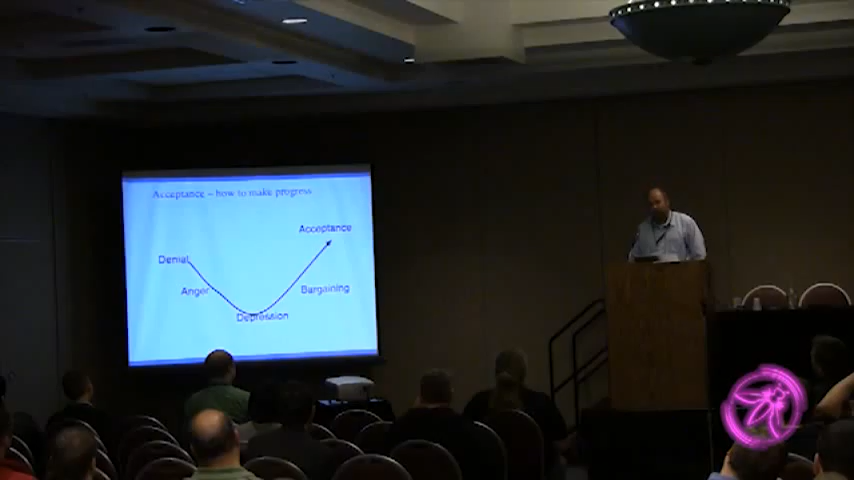 Acceptance – how to make progress
Acceptance
Denial
Anger
Bargaining
Depression